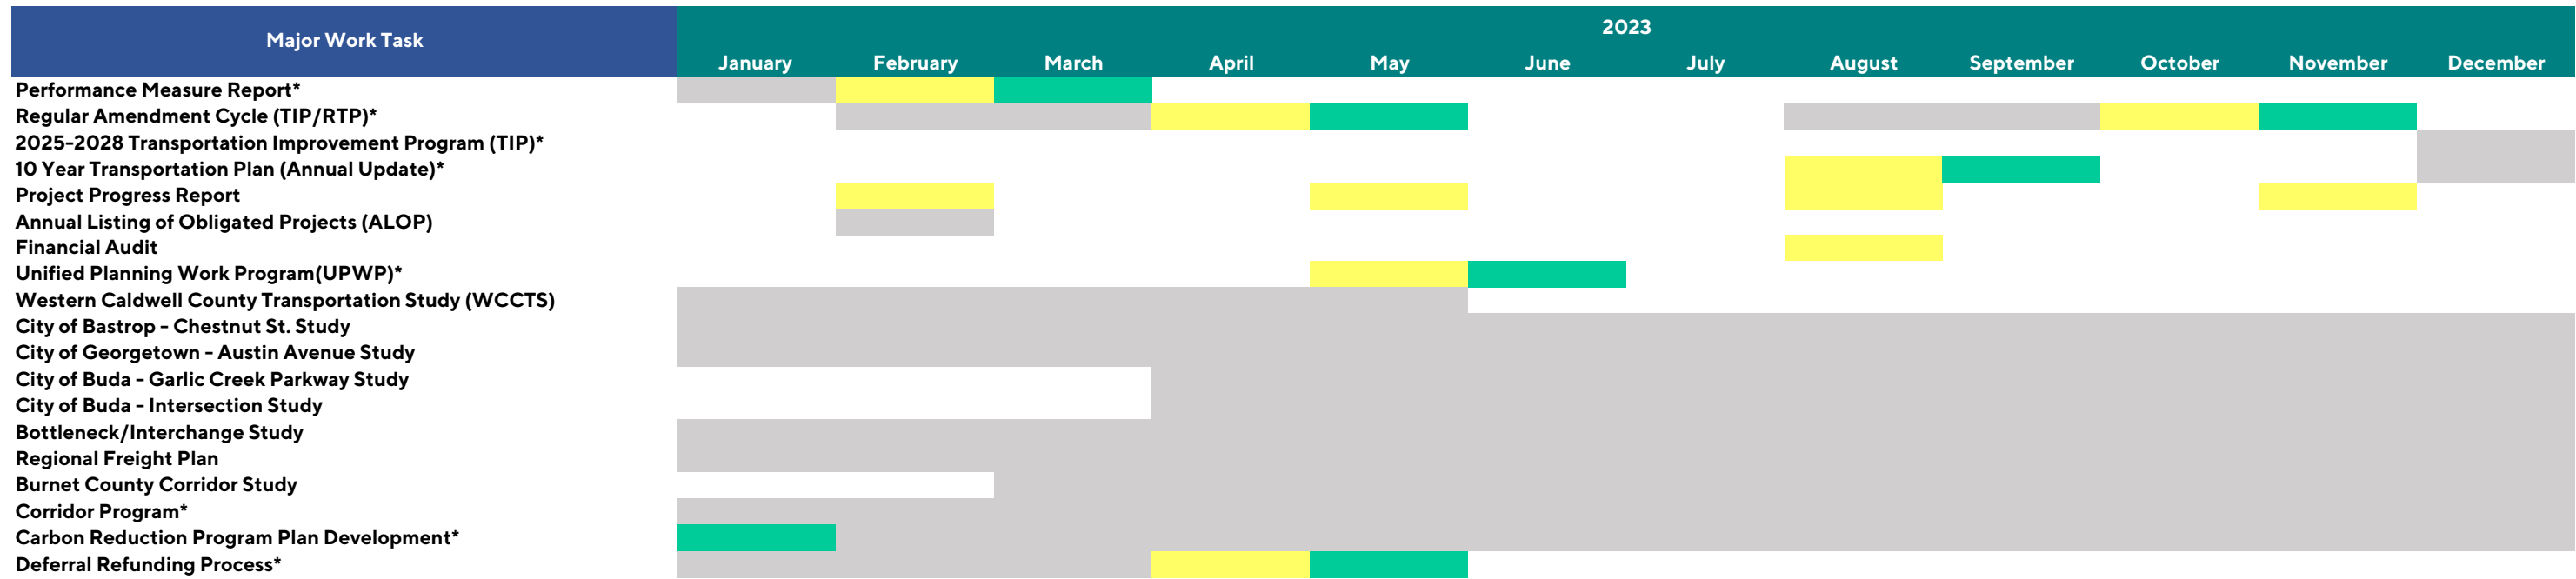 Major Work Task
2023
January February March April May June July August September October November December
Performance Measure Report*
Regular Amendment Cycle (TIP/RTP)*
2025-2028 Transportation Improvement Program (TIP)*
10 Year Transportation Plan (Annual Update)*
Project Progress Report
Annual Listing of Obligated Projects (ALOP)
Financial Audit
Unified Planning Work Program(UPWP)*
Western Caldwell County Transportation Study (WCCTS)
City of Bastrop - Chestnut St. Study
City of Georgetown - Austin Avenue Study
City of Buda - Garlic Creek Parkway Study
City of Buda - Intersection Study
Bottleneck/Interchange Study
Regional Freight Plan
Burnet County Corridor Study
Corridor Program*
Carbon Reduction Program Plan Development*
Deferral Refunding Process*